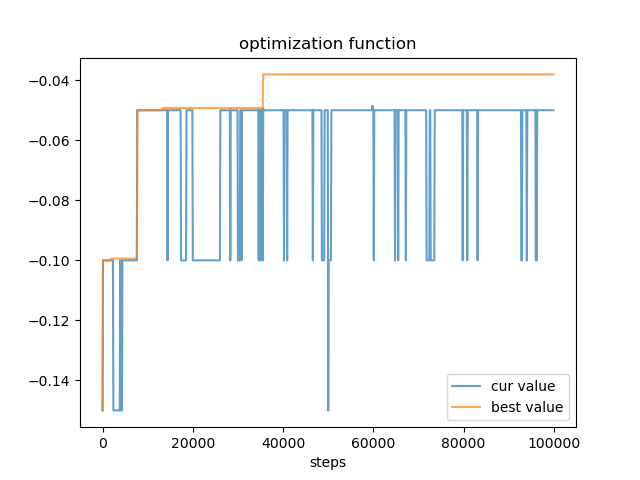 optimization function
−0.04
−0.06
−0.08
−0.10
−0.12
−0.14
cur value
best value
0 20000 40000 60000 80000 100000
steps